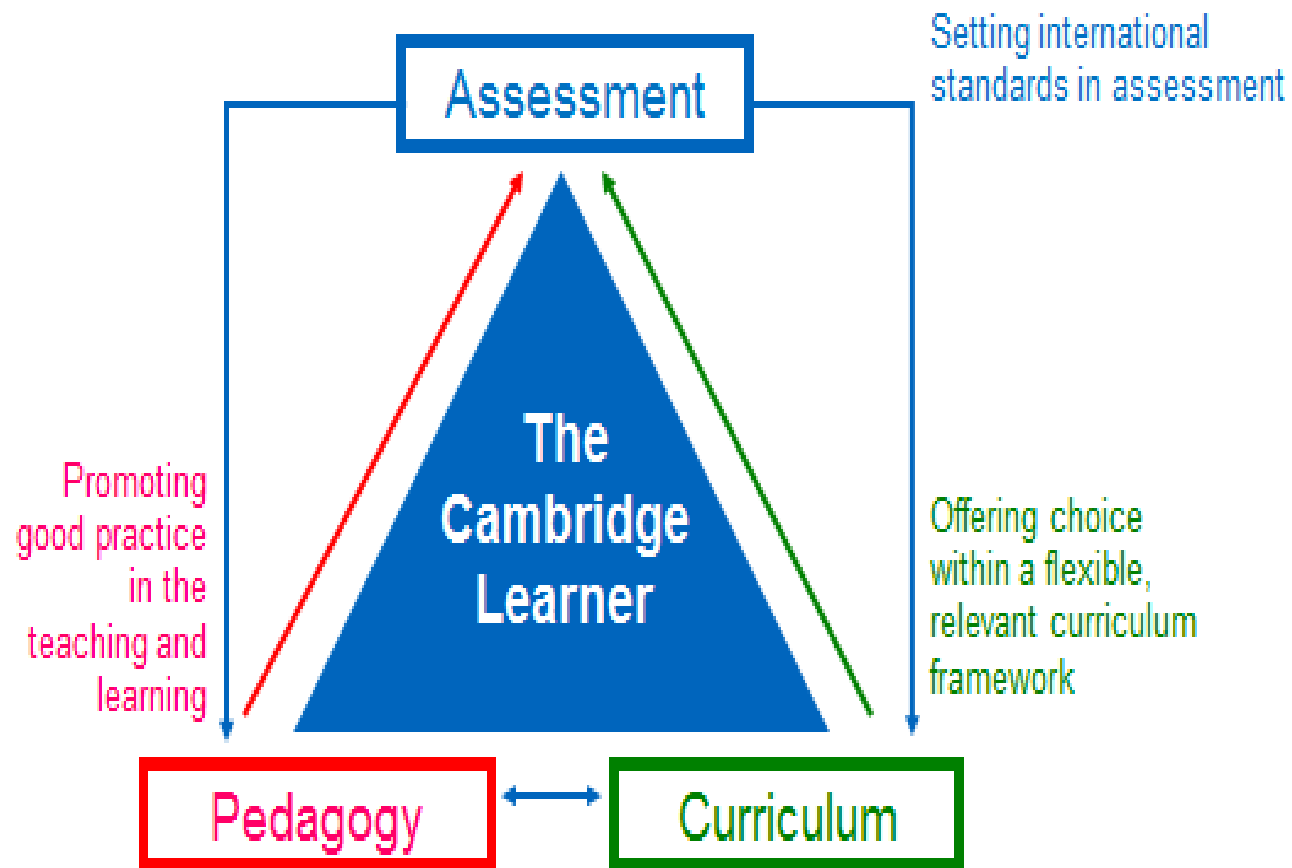 Assessment
Setting international
standards in assessment
The
Cambridge
Learner
Promoting
good practice
in the
teaching and
learning
Offering choice
within a flexible,
relevant curriculum
framework
Pedagogy
Curriculum